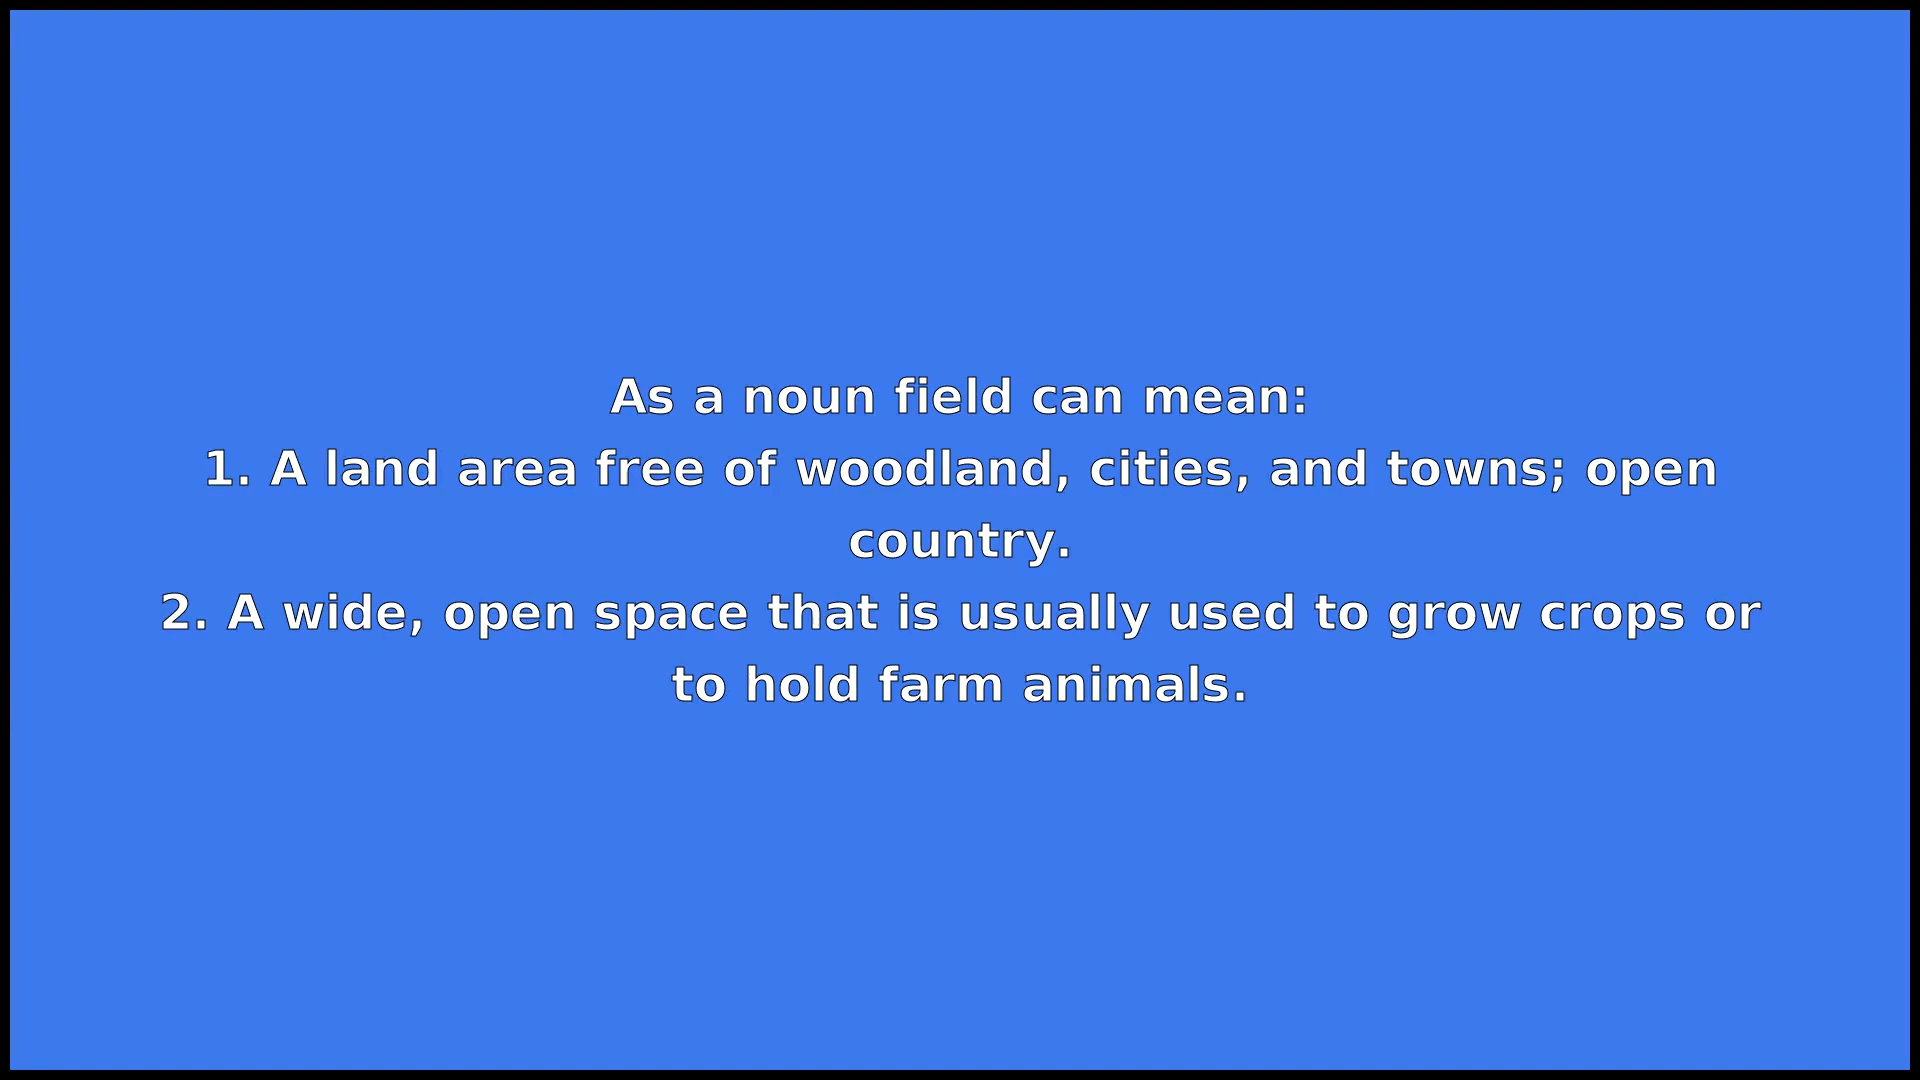 As a noun field can mean:
1. A land area free of woodland, cities, and towns; open
country.
2. A wide, open space that is usually used to grow crops or
to hold farm animals.